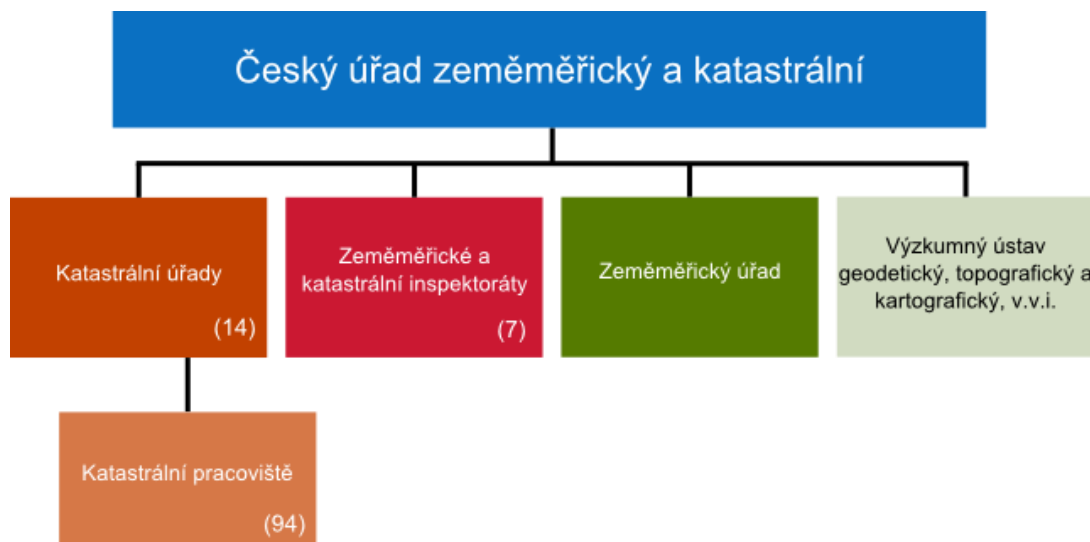 Český úřad zeměměřický a katastrální
Katastrální úřady
(14)
Zeměměřické a
katastrální inspektoráty
(7)
Zeměměřický úřad
Výzkumný ústav
geodetický, topografický a
kartografický, v.v.i.
Katastrální pracoviště
(94)